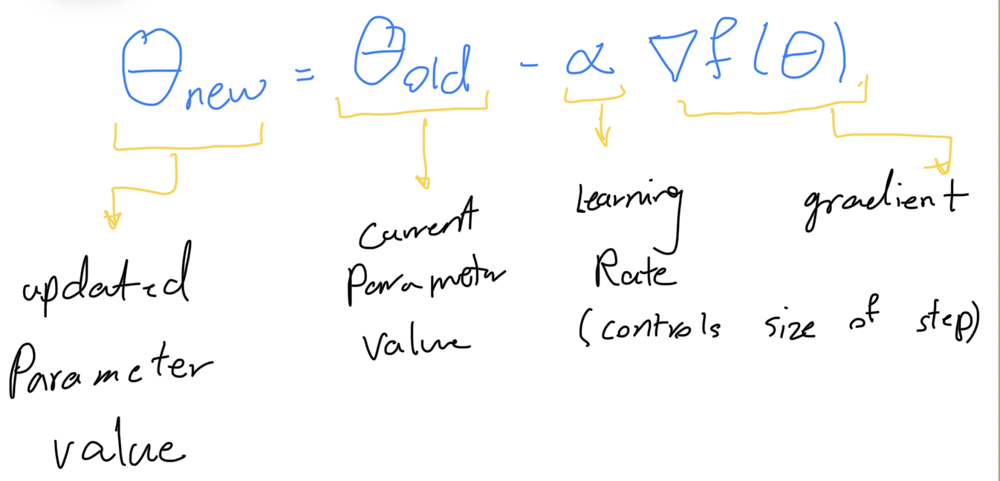 θnew = θold - α ∇f(θ)
updated
Parameter
value
Current
Parameter
value
Learning
Rate
(controls size of step)
gradient